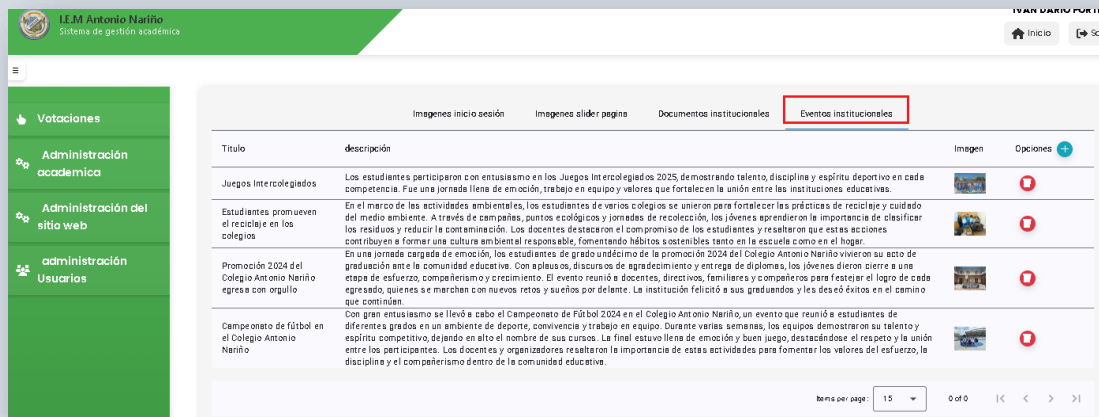 I.E.M Antonio Nariño
Sistema de gestión académica
Inicio
Votaciones
Administración
academica
Administración del
sitio web
administración
Usuarios
Imagenes inicio sesión Imagenes slider pagina Documentos institucionales Eventos institucionales
Titulo descripción Imagen Opciones
Juegos Intercolegiados
Los estudiantes participaron con entusiasmo en los Juegos Intercolegiados 2025, demostrando talento, disciplina y espíritu deportivo en cada
competencia. Fue una jornada llena de emoción, trabajo en equipo y valores que fortalecen la unión entre las instituciones educativas.
Estudiantes promueven
el reciclaje en los
colegios
En el marco de las actividades ambientales, los estudiantes de varios colegios se unieron para fortalecer las prácticas de reciclaje y cuidado
del medio ambiente. A través de campañas, puntos ecológicos y jornadas de recolección, los jóvenes aprendieron la importancia de clasificar
los residuos y reducir la contaminación. Los docentes destacaron el compromiso de los estudiantes y resaltaron que estas acciones
contribuyen a formar una cultura ambiental responsable, fomentando hábitos sostenibles tanto en la escuela como en el hogar.
Promoción 2024 del
Colegio Antonio Nariño
egresa con orgullo
En una jornada cargada de emoción, los estudiantes de grado undécimo de la promoción 2024 del Colegio Antonio Nariño vivieron su acto de
graduación ante la comunidad educativa. Con aplausos, discursos de agradecimiento y entrega de diplomas, los jóvenes dieron cierre a una
etapa de esfuerzo, compañerismo y crecimiento. El evento reunió a docentes, directivos, familiares y compañeros para festejar el logro de cada
egresado, quienes se marchan con nuevos retos y sueños por delante. La institución felicitó a sus graduandos y les deseó éxitos en el camino
que continúan.
Campeonato de fútbol en
el Colegio Antonio
Nariño
Con gran entusiasmo se llevó a cabo el Campeonato de Fútbol 2024 en el Colegio Antonio Nariño, un evento que reunió a estudiantes de
diferentes grados en un ambiente de deporte, convivencia y trabajo en equipo. Durante varias semanas, los equipos demostraron su talento y
espíritu competitivo, dejando en alto el nombre de sus cursos. La final estuvo llena de emoción y buen juego, destacándose el respeto y la unión
entre los participantes. Los docentes y organizadores resaltaron la importancia de estas actividades para fomentar los valores del esfuerzo, la
disciplina y el compañerismo dentro de la comunidad educativa.
Items per page: 15 0 of 0